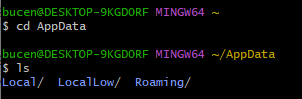 bucen@DESKTOP-9KGDORF MINGW64 ~
$ cd AppData
bucen@DESKTOP-9KGDORF MINGW64 ~/AppData
$ ls
Local/  LocalLow/  Roaming/